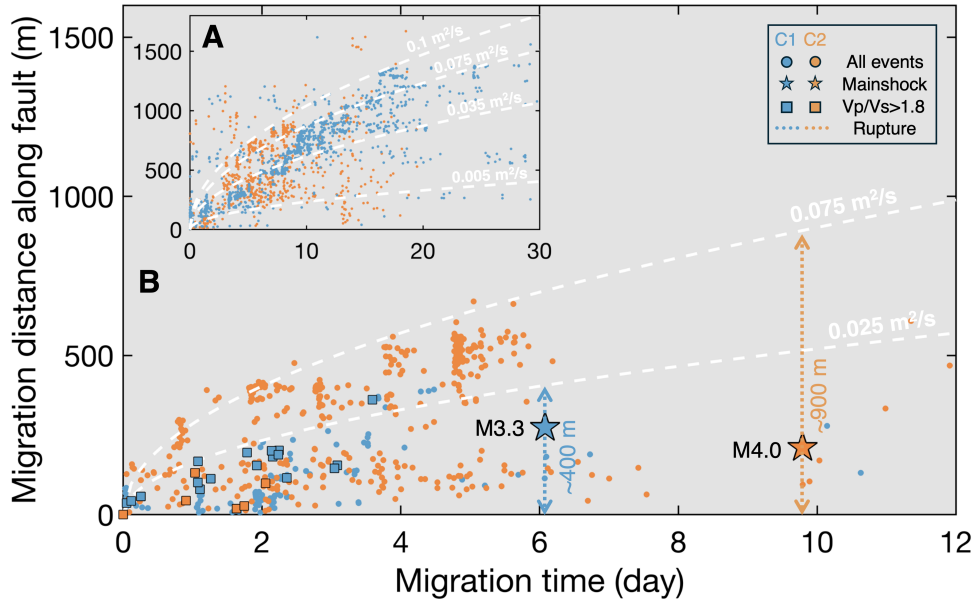 Migration distance along fault (m)
1500
1000
500
0
A
1500
1000
500
0
0.1 m²/s
0.075 m²/s
0.035 m²/s
0.005 m²/s
0
10
20
30
C1 C2
All events
Mainshock
Vp/Vs>1.8
Rupture
B
0.075 m²/s
0.025 m²/s
M3.3
~400 m
M4.0
~900 m
0
2
4
6
8
10
12
Migration time (day)